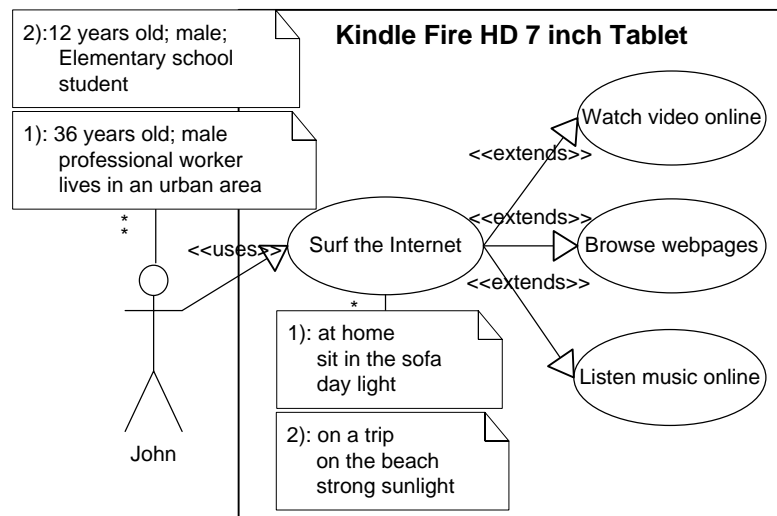 Kindle Fire HD 7 inch Tablet
2):12 years old; male;
Elementary school
student
1): 36 years old; male
professional worker
lives in an urban area
*
*
<<uses>>
John
Surf the Internet
*
1): at home
sit in the sofa
day light
2): on a trip
on the beach
strong sunlight
<<extends>>
Watch video online
<<extends>>
Browse webpages
<<extends>>
Listen music online